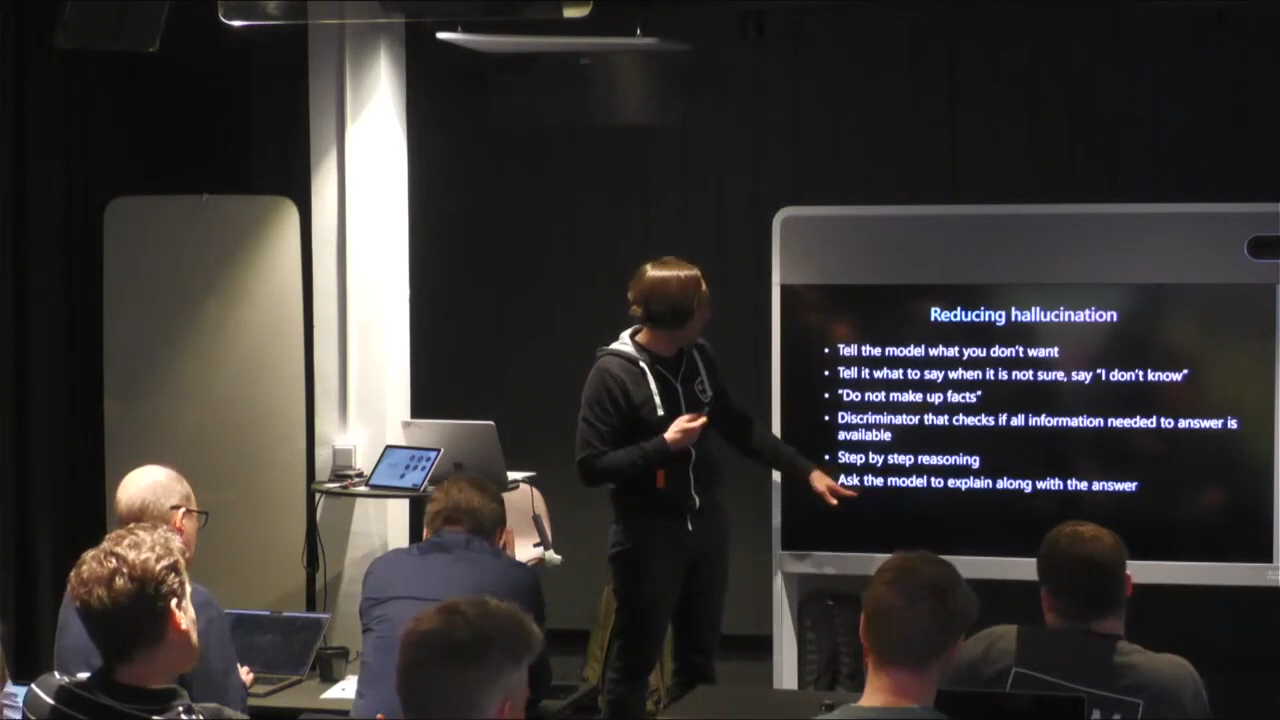 Reducing hallucination
• Tell the model what you don't want
• Tell it what to say when it is not sure, say “I don't know”
• “Do not make up facts”
• Discriminator that checks if all information needed to answer is
available
• Step by step reasoning
Ask the model to explain along with the answer